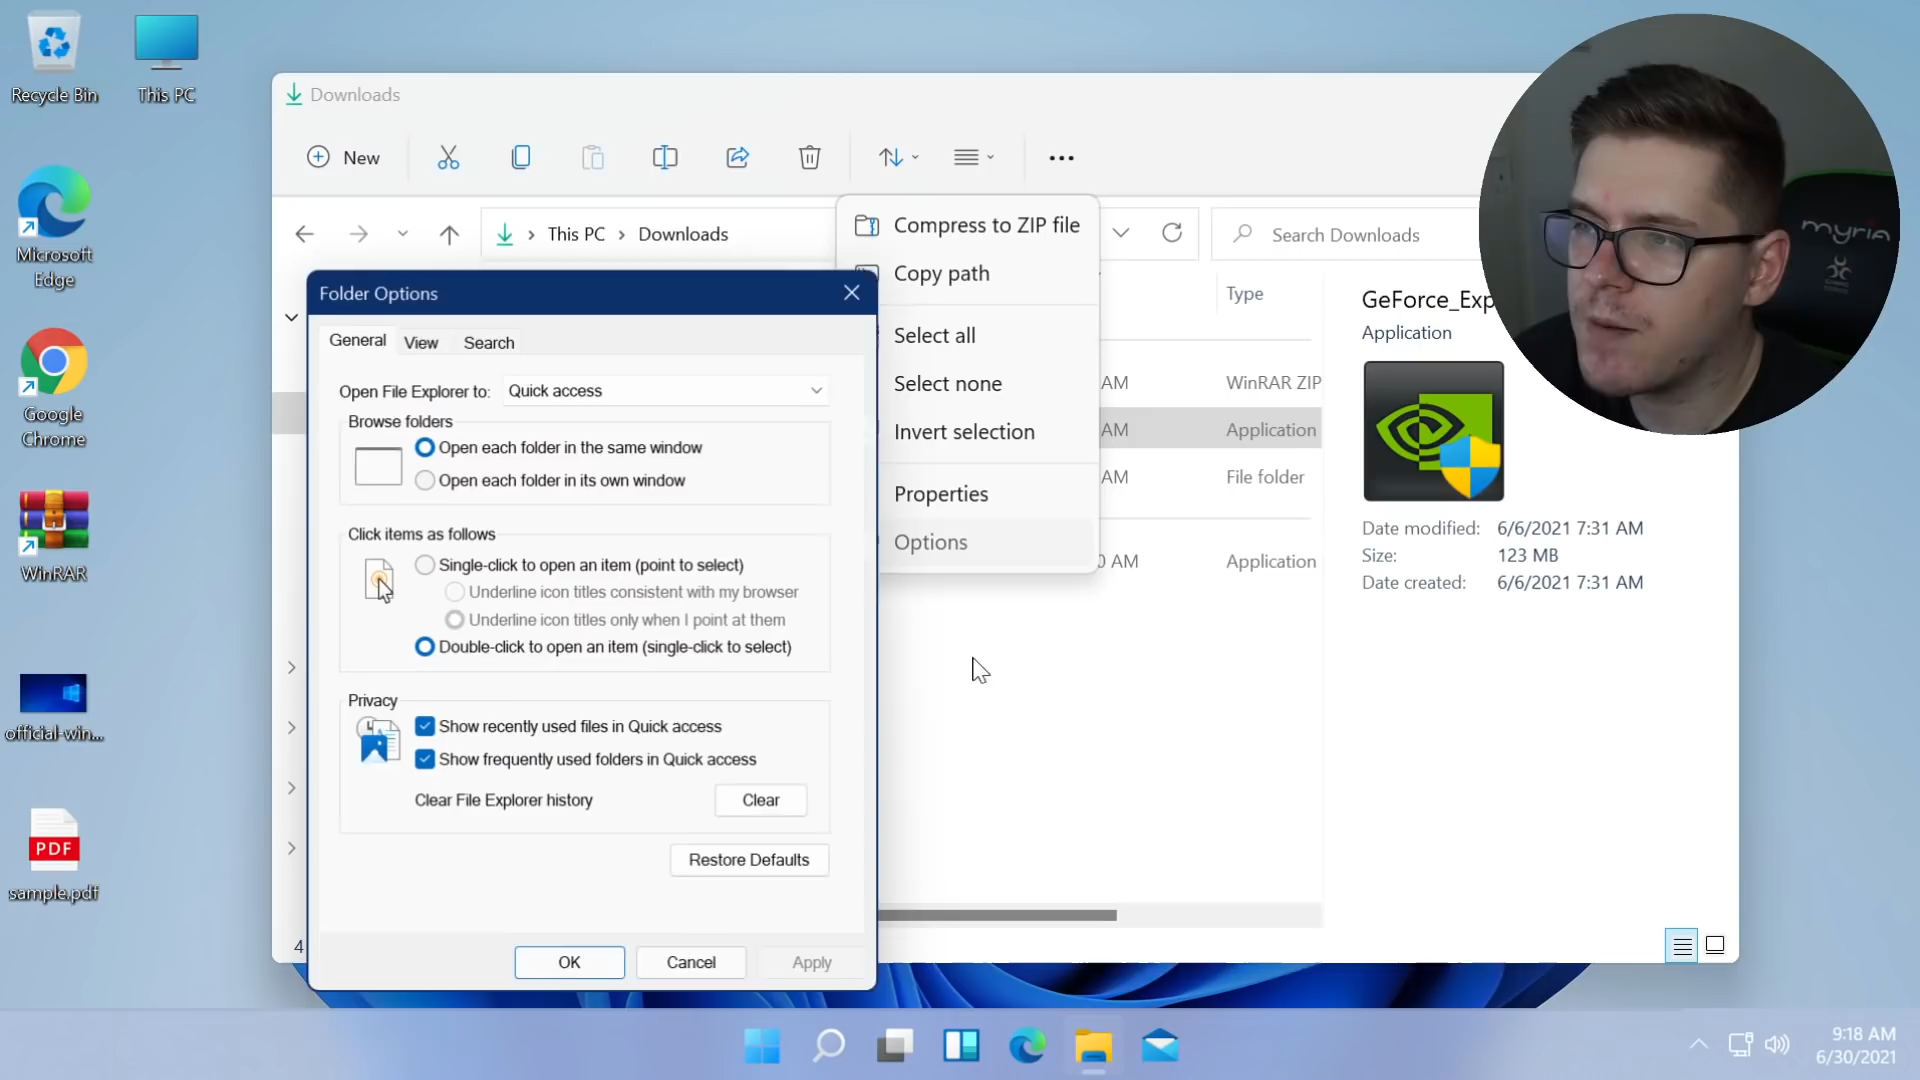 Recycle Bin
This PC
Microsoft
Edge
Google
Chrome
WinRAR
official-win...
PDF
sample.pdf
Downloads
New
This PC
Downloads
Search Downloads
Compress to ZIP file
Copy path
Select all
Select none
Invert selection
Properties
Options
Type
AM
WinRAR ZIP
AM
Application
AM
File folder
0 AM
Application
GeForce_Exp
Application
Date modified: 6/6/2021 7:31 AM
Size: 123 MB
Date created: 6/6/2021 7:31 AM
myria
Folder Options
General
View
Search
Open File Explorer to: Quick access
Browse folders
Open each folder in the same window
Open each folder in its own window
Click items as follows
Single-click to open an item (point to select)
Underline icon titles consistent with my browser
Underline icon titles only when I point at them
Double-click to open an item (single-click to select)
Privacy
Show recently used files in Quick access
Show frequently used folders in Quick access
Clear File Explorer history
Clear
Restore Defaults
OK
Cancel
Apply
4
9:18 AM
6/30/2021